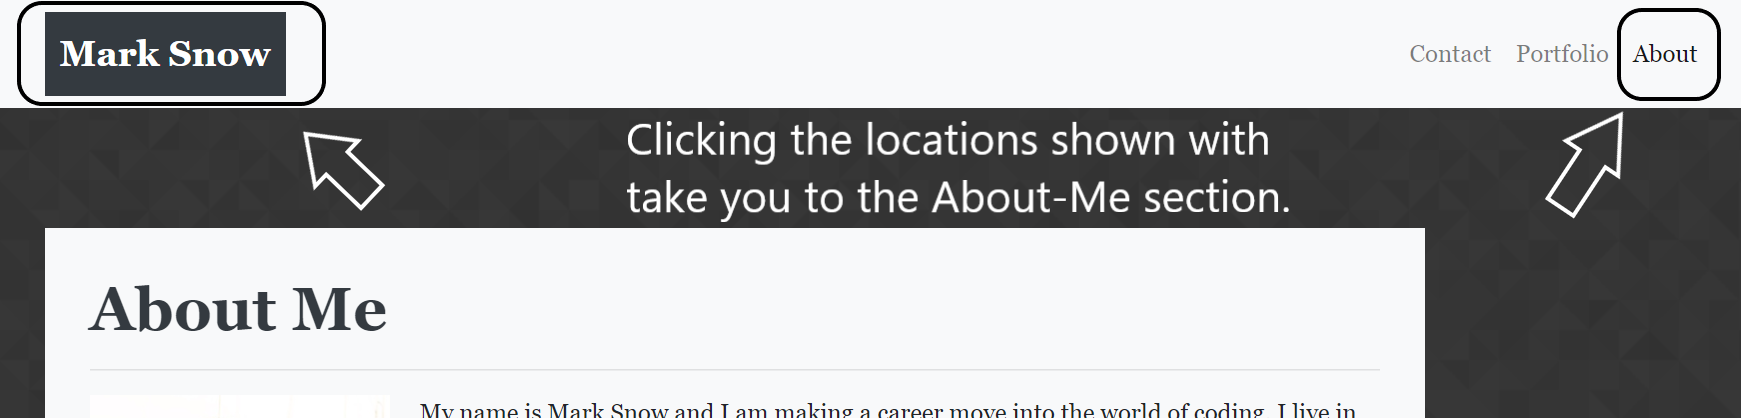 Mark Snow
Contact Portfolio About
Clicking the locations shown with
take you to the About-Me section.
About Me
My name is Mark Snow and I am making a career move into the world of coding. I live in